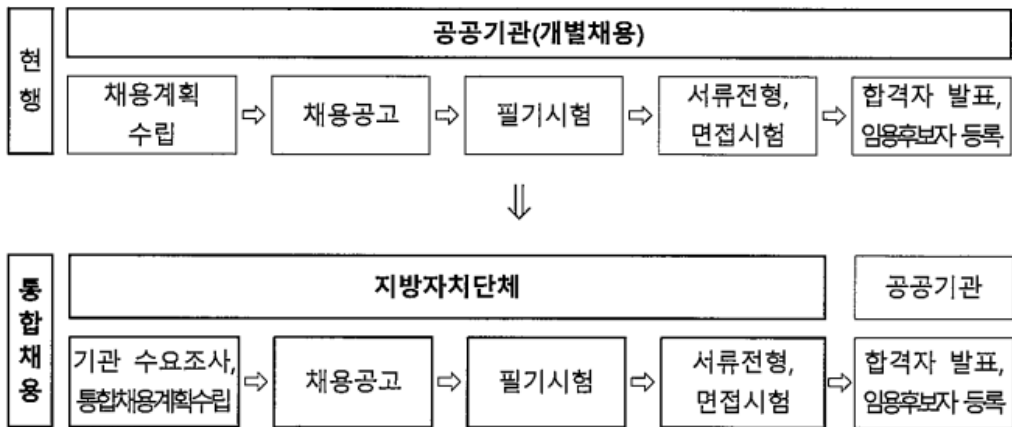 현행
공공기관(개별채용)
채용계획
수립
⇨
채용공고
⇨
필기시험
⇨
서류전형,
면접시험
⇨
합격자 발표,
임용후보자 등록
⇓
통합채용
지방자치단체
공공기관
기관 수요조사,
통합채용계획수립
⇨
채용공고
⇨
필기시험
⇨
서류전형,
면접시험
⇨
합격자 발표,
임용후보자 등록